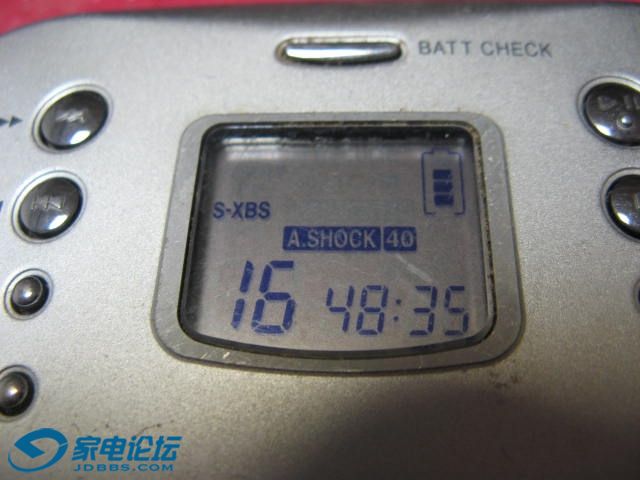 BATT CHECK
S-XBS
A.SHOCK 40
16 48:35
家电论坛
JDBBS.COM